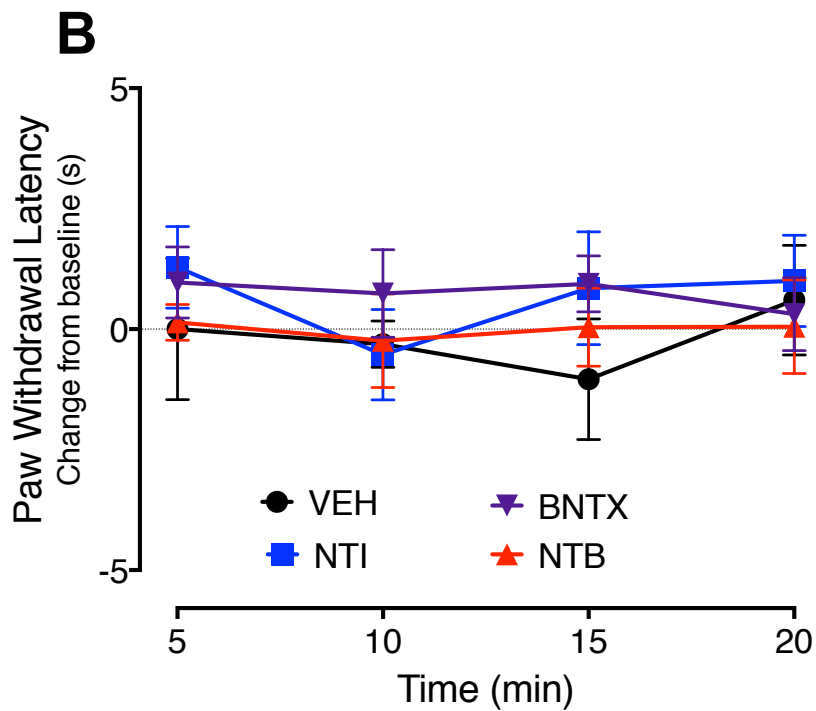 B
Paw Withdrawal Latency
Change from baseline (s)
5
0
-5
VEH
BNTX
NTI
NTB
5 10 15 20
Time (min)